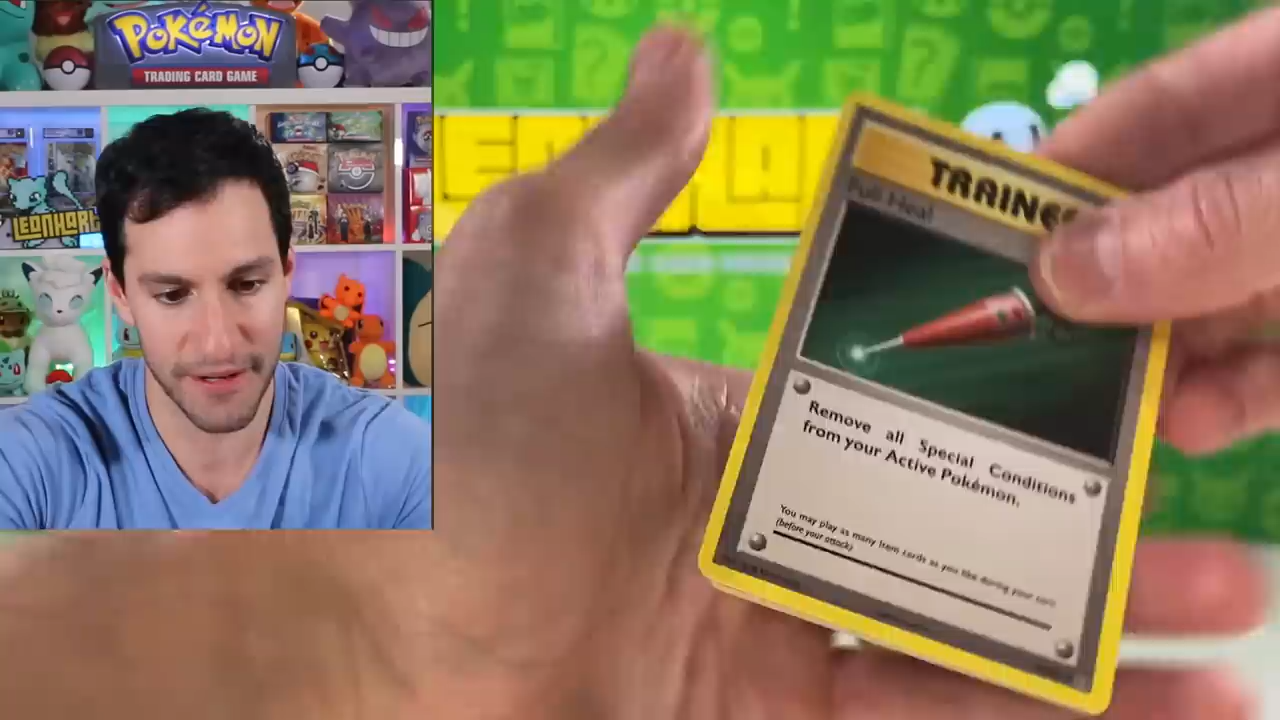 Pokémon
TRADING CARD GAME
LEONHART
TRAINER
Full Heal
Remove all Special Conditions
from your Active Pokémon.
You may play as many Item cards as you like during your turn
(before your attack).